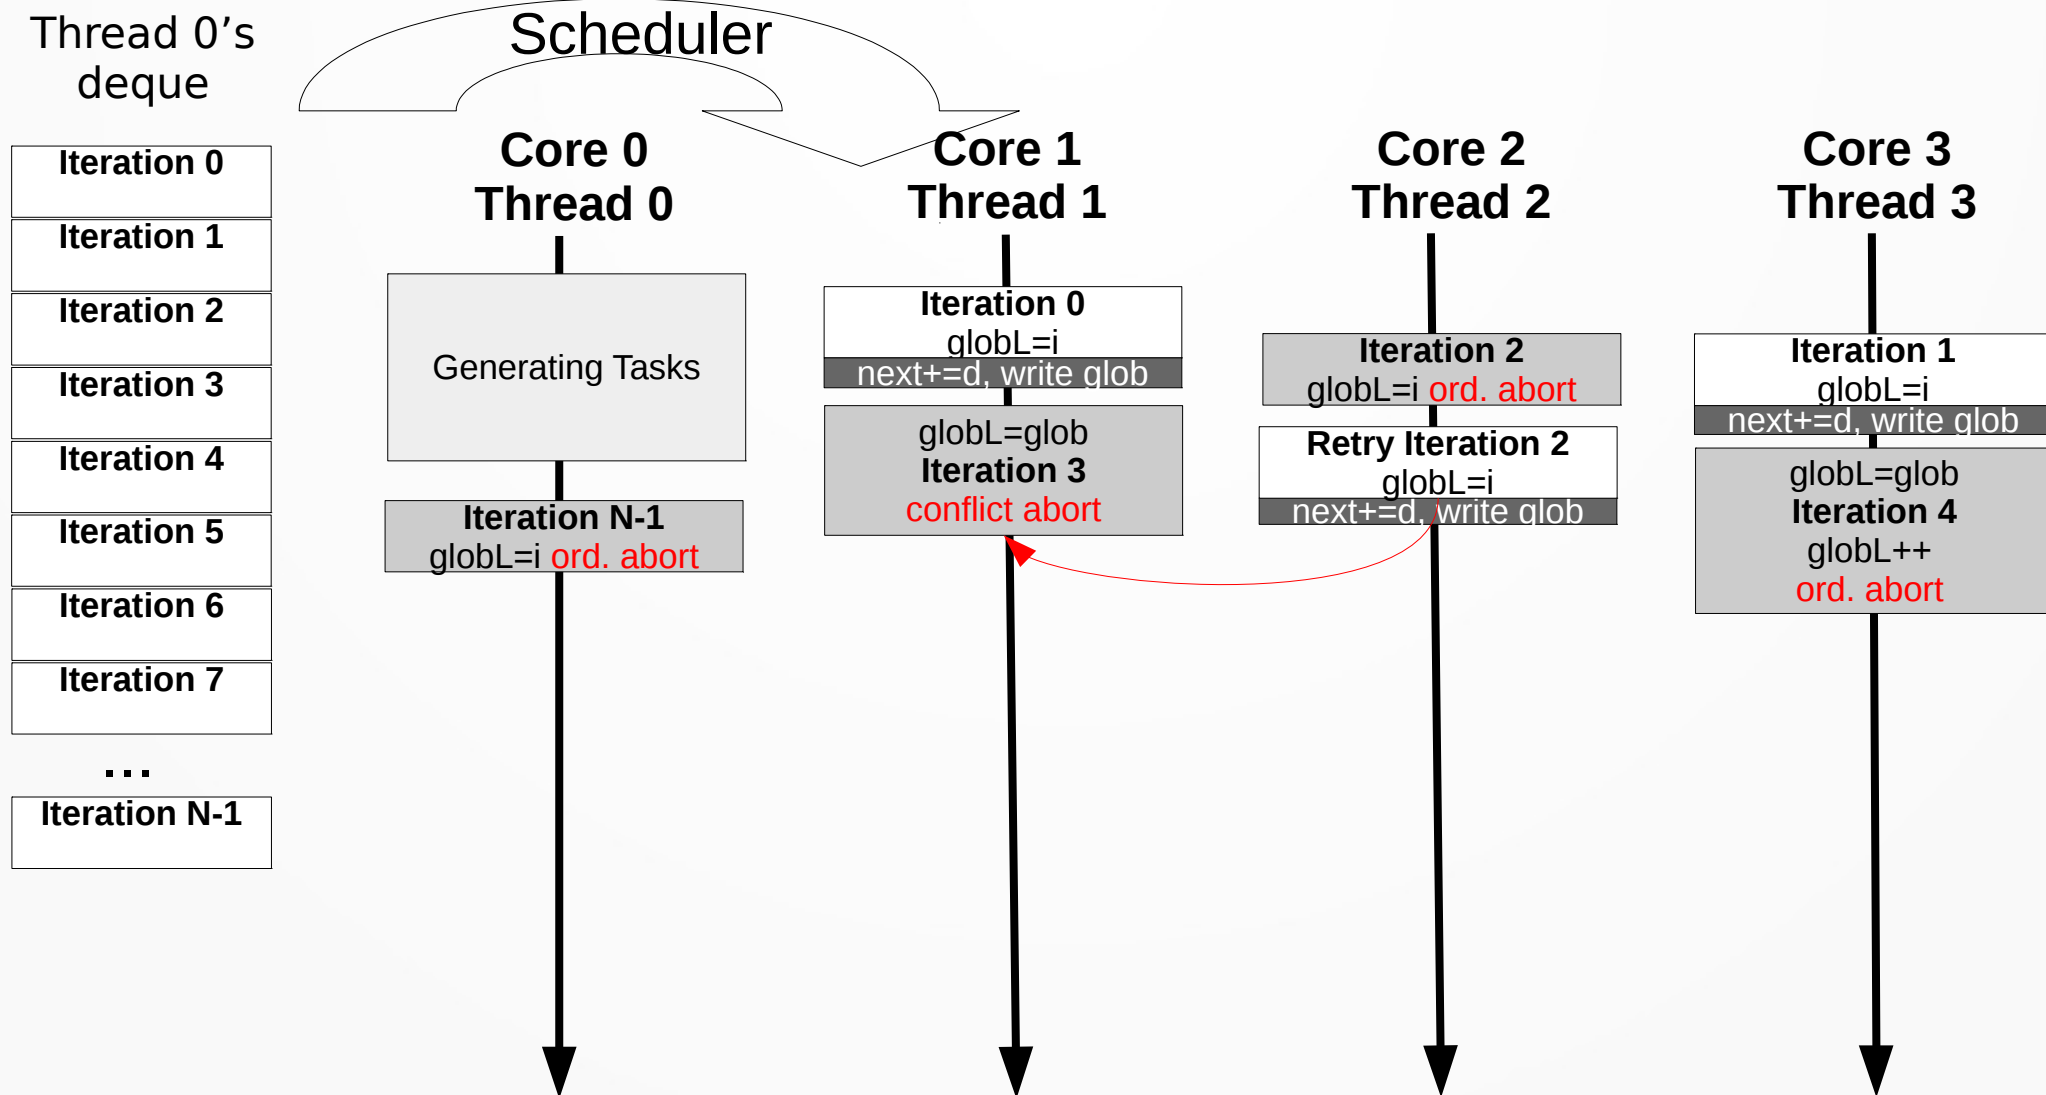 Thread 0's
deque
Scheduler
Iteration 0
Iteration 1
Iteration 2
Iteration 3
Iteration 4
Iteration 5
Iteration 6
Iteration 7
...
Iteration N-1
Core 0
Thread 0
Generating Tasks
Iteration N-1
globL=i ord. abort
Core 1
Thread 1
Iteration 0
globL=i
next+=d, write glob
globL=glob
Iteration 3
conflict abort
Core 2
Thread 2
Iteration 2
globL=i ord. abort
Retry Iteration 2
globL=i
next+=d, write glob
Core 3
Thread 3
Iteration 1
globL=i
next+=d, write glob
globL=glob
Iteration 4
globL++
ord. abort